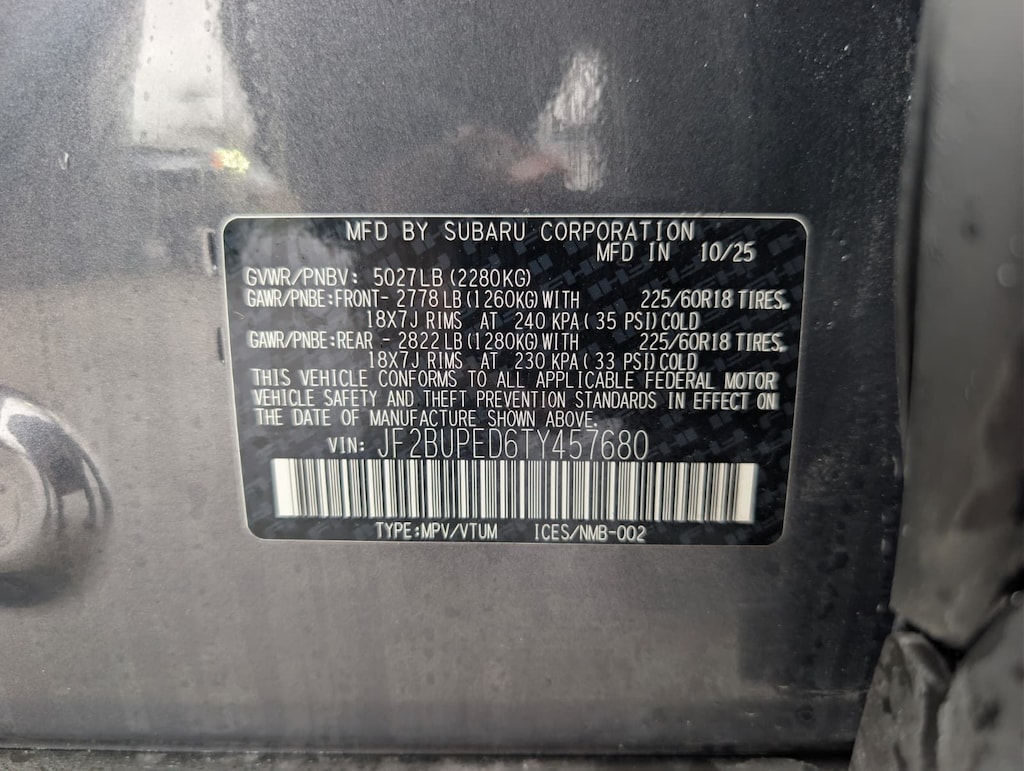 MFD BY SUBARU CORPORATION
MFD IN 10/25
GVWR/PNBV: 5027LB (2280KG)
GAWR/PNBE:FRONT- 2778 LB (1260KG) WITH 225/60R18 TIRES,
18X7J RIMS AT 240 KPA ( 35 PSI) COLD
GAWR/PNBE:REAR - 2822 LB (1280KG) WITH 225/60R18 TIRES,
18X7J RIMS AT 230 KPA ( 33 PSI) COLD
THIS VEHICLE CONFORMS TO ALL APPLICABLE FEDERAL MOTOR
VEHICLE SAFETY AND THEFT PREVENTION STANDARDS IN EFFECT ON
THE DATE OF MANUFACTURE SHOWN ABOVE.
VIN: JF2BUPED6TY457680
TYPE:MPV/VTUM ICES/NMB-002